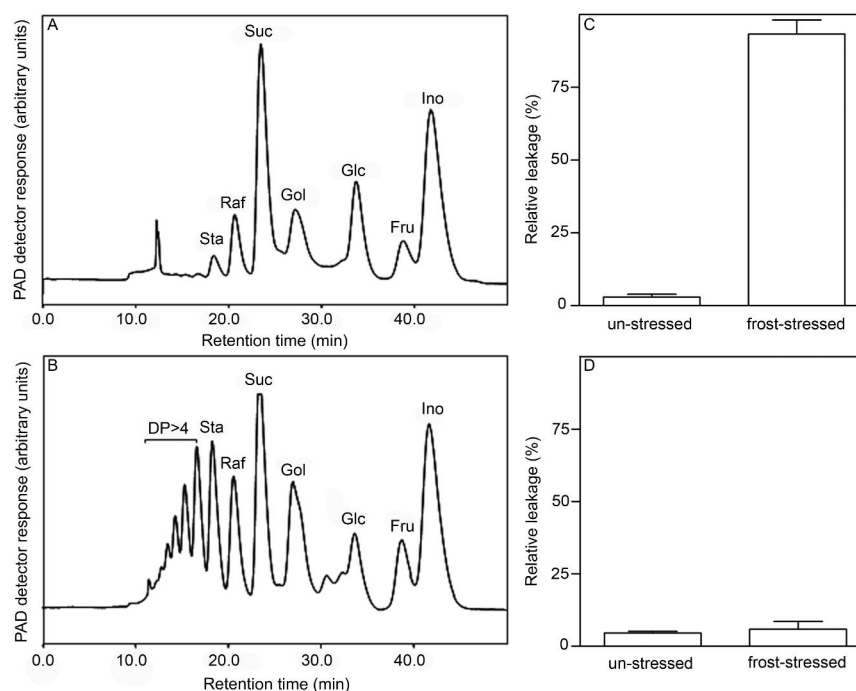 A
PAD detector response (arbitrary units)
Sta
Raf
Suc
Gol
Glc
Fru
Ino
0.0 10.0 20.0 30.0 40.0
Retention time (min)
C
Relative leakage (%)
75
50
25
0
un-stressed frost-stressed
B
PAD detector response (arbitrary units)
DP>4
Sta
Raf
Suc
Gol
Glc
Fru
Ino
0.0 10.0 20.0 30.0 40.0
Retention time (min)
D
Relative leakage (%)
75
50
25
0
un-stressed frost-stressed